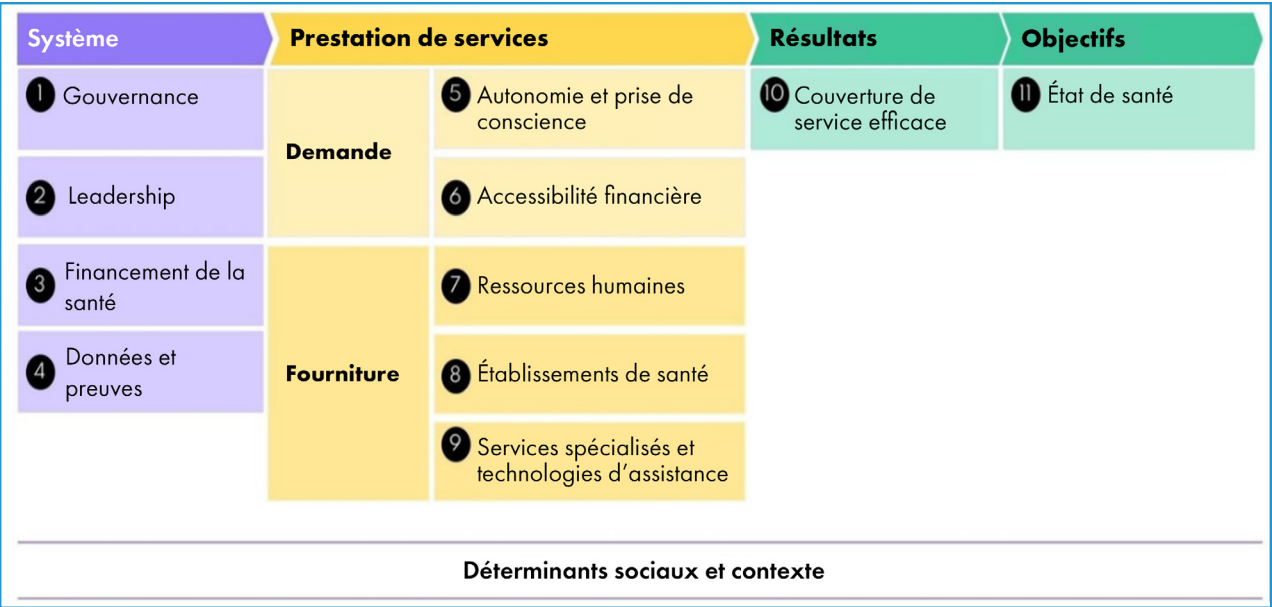 Système
Prestation de services
Résultats
Objectifs
1 Gouvernance
2 Leadership
3 Financement de la
santé
4 Données et
preuves
Demande
5 Autonomie et prise de
conscience
6 Accessibilité financière
Fourniture
7 Ressources humaines
8 Établissements de santé
9 Services spécialisés et
technologies d’assistance
10 Couverture de
service efficace
11 État de santé
Déterminants sociaux et contexte